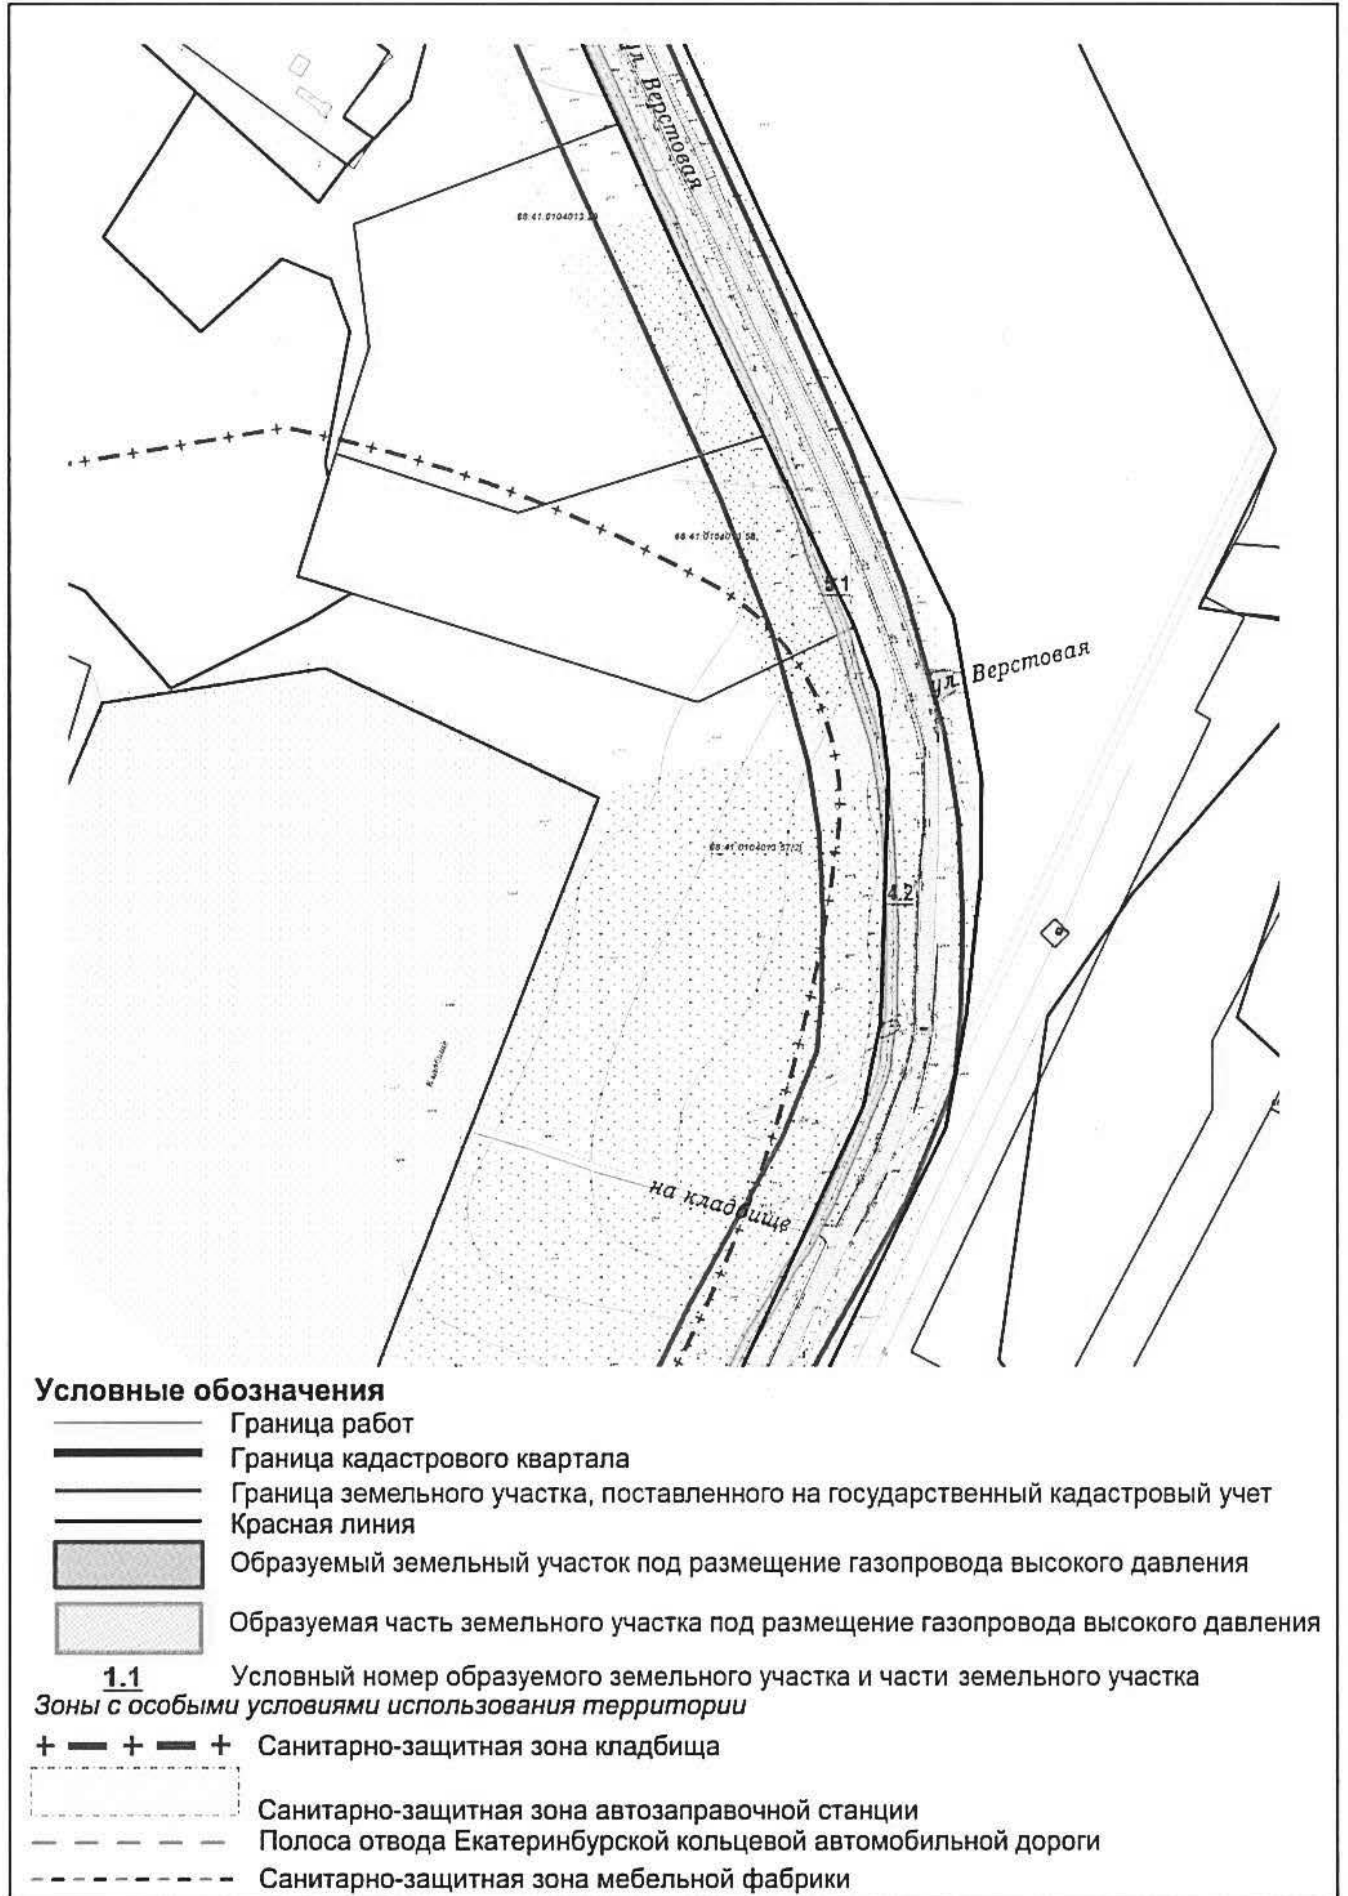 ул. Верстовая
5.1
ул. Верстовая
4.2
Кладбище
на кладбище
Условные обозначения
Граница работ
Граница кадастрового квартала
Граница земельного участка, поставленного на государственный кадастровый учет
Красная линия
Образуемый земельный участок под размещение газопровода высокого давления
Образуемая часть земельного участка под размещение газопровода высокого давления
1.1 Условный номер образуемого земельного участка и части земельного участка
Зоны с особыми условиями использования территории
Санитарно-защитная зона кладбища
Санитарно-защитная зона автозаправочной станции
Полоса отвода Екатеринбургской кольцевой автомобильной дороги
Санитарно-защитная зона мебельной фабрики